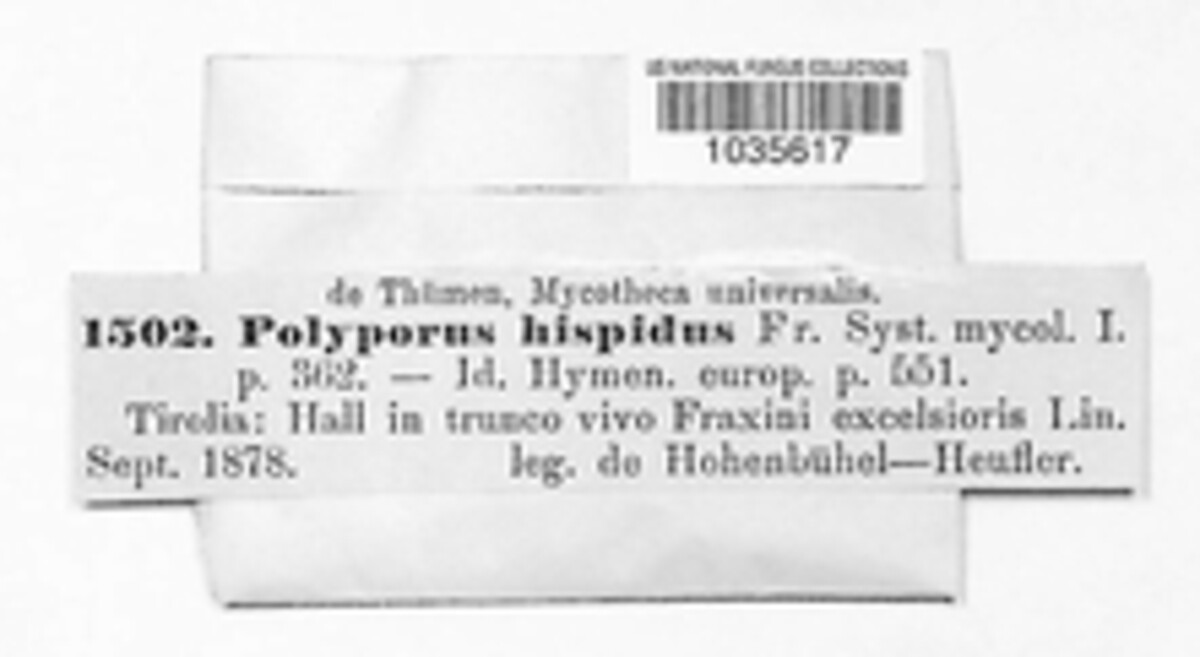 US NATIONAL FUNGUS COLLECTIONS
1035617
de Thümen, Mycotheca universalis.
1502. Polyporus hispidus Fr. Syst. mycol. I.
p. 362. — Id. Hymen. europ. p. 551.
Tirolia: Hall in trunco vivo Fraxini excelsioris Lin.
Sept. 1878. leg. de Hohenbühel—Heufler.